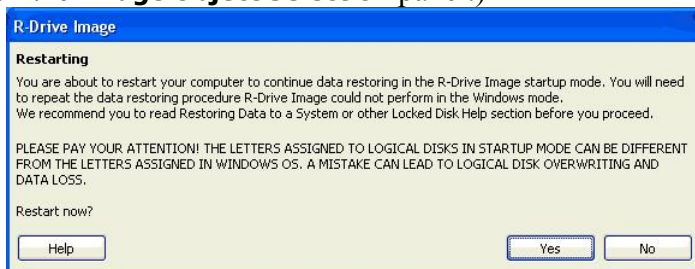 Image Object Selection panel.)
R-Drive Image
Restarting
You are about to restart your computer to continue data restoring in the R-Drive Image startup mode. You will need
to repeat the data restoring procedure R-Drive Image could not perform in the Windows mode.
We recommend you to read Restoring Data to a System or other Locked Disk Help section before you proceed.
PLEASE PAY YOUR ATTENTION! THE LETTERS ASSIGNED TO LOGICAL DISKS IN STARTUP MODE CAN BE DIFFERENT
FROM THE LETTERS ASSIGNED IN WINDOWS OS. A MISTAKE CAN LEAD TO LOGICAL DISK OVERWRITING AND
DATA LOSS.
Restart now?
Help Yes No